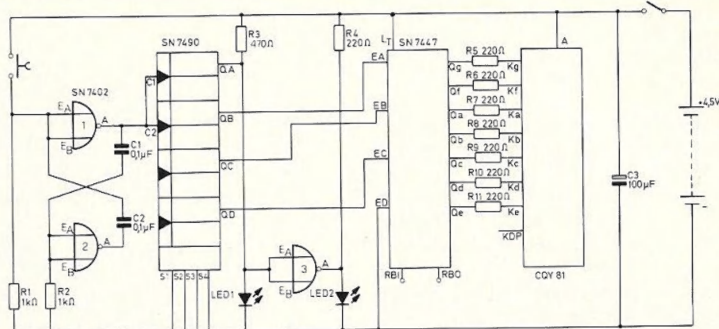 SN 7490
R3
470Ω
R4
220Ω
LT
SN 7447
A
SN 7402
EA
1
A
EB
C1
0,1µF
C2
0,1µF
EA
2
A
EB
R1
1kΩ
R2
1kΩ
C1
C2
QA
QB
QC
QD
S1 S2 S3 S4
EA
3
A
EB
LED1
LED2
EA
EB
EC
ED
RBI
RBO
Qg R5 220Ω Kg
Qf R6 220Ω Kf
Qa R7 220Ω Ka
Qb R8 220Ω Kb
Qc R9 220Ω Kc
Qd R10 220Ω Kd
Qe R11 220Ω Ke
KDP
CQY 81
C3
100µF
+4,5V
-